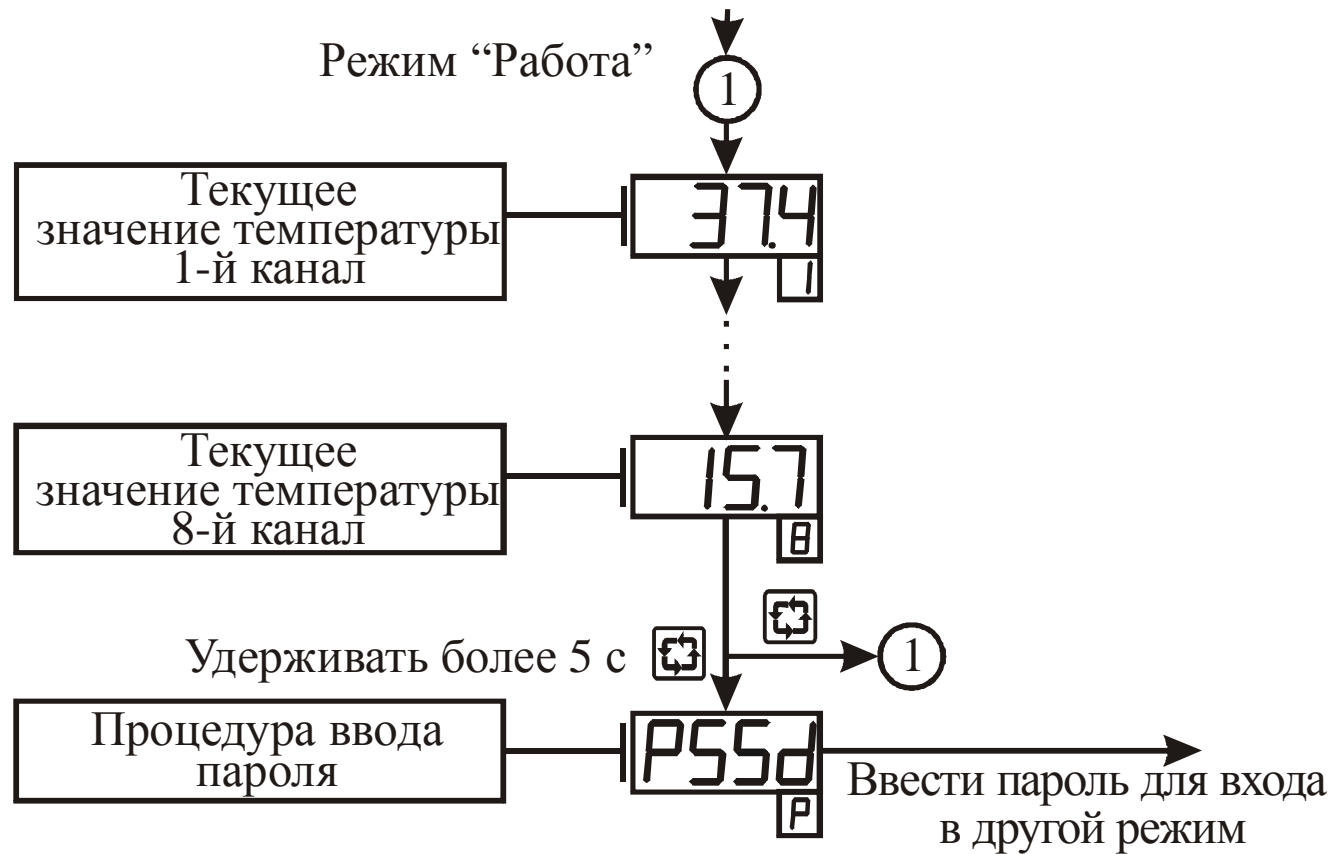 Режим “Работа”
1
Текущее
значение температуры
1-й канал
37.4
1
Текущее
значение температуры
8-й канал
15.7
8
Удерживать более 5 с
1
Процедура ввода
пароля
PSSd
P
Ввести пароль для входа
в другой режим